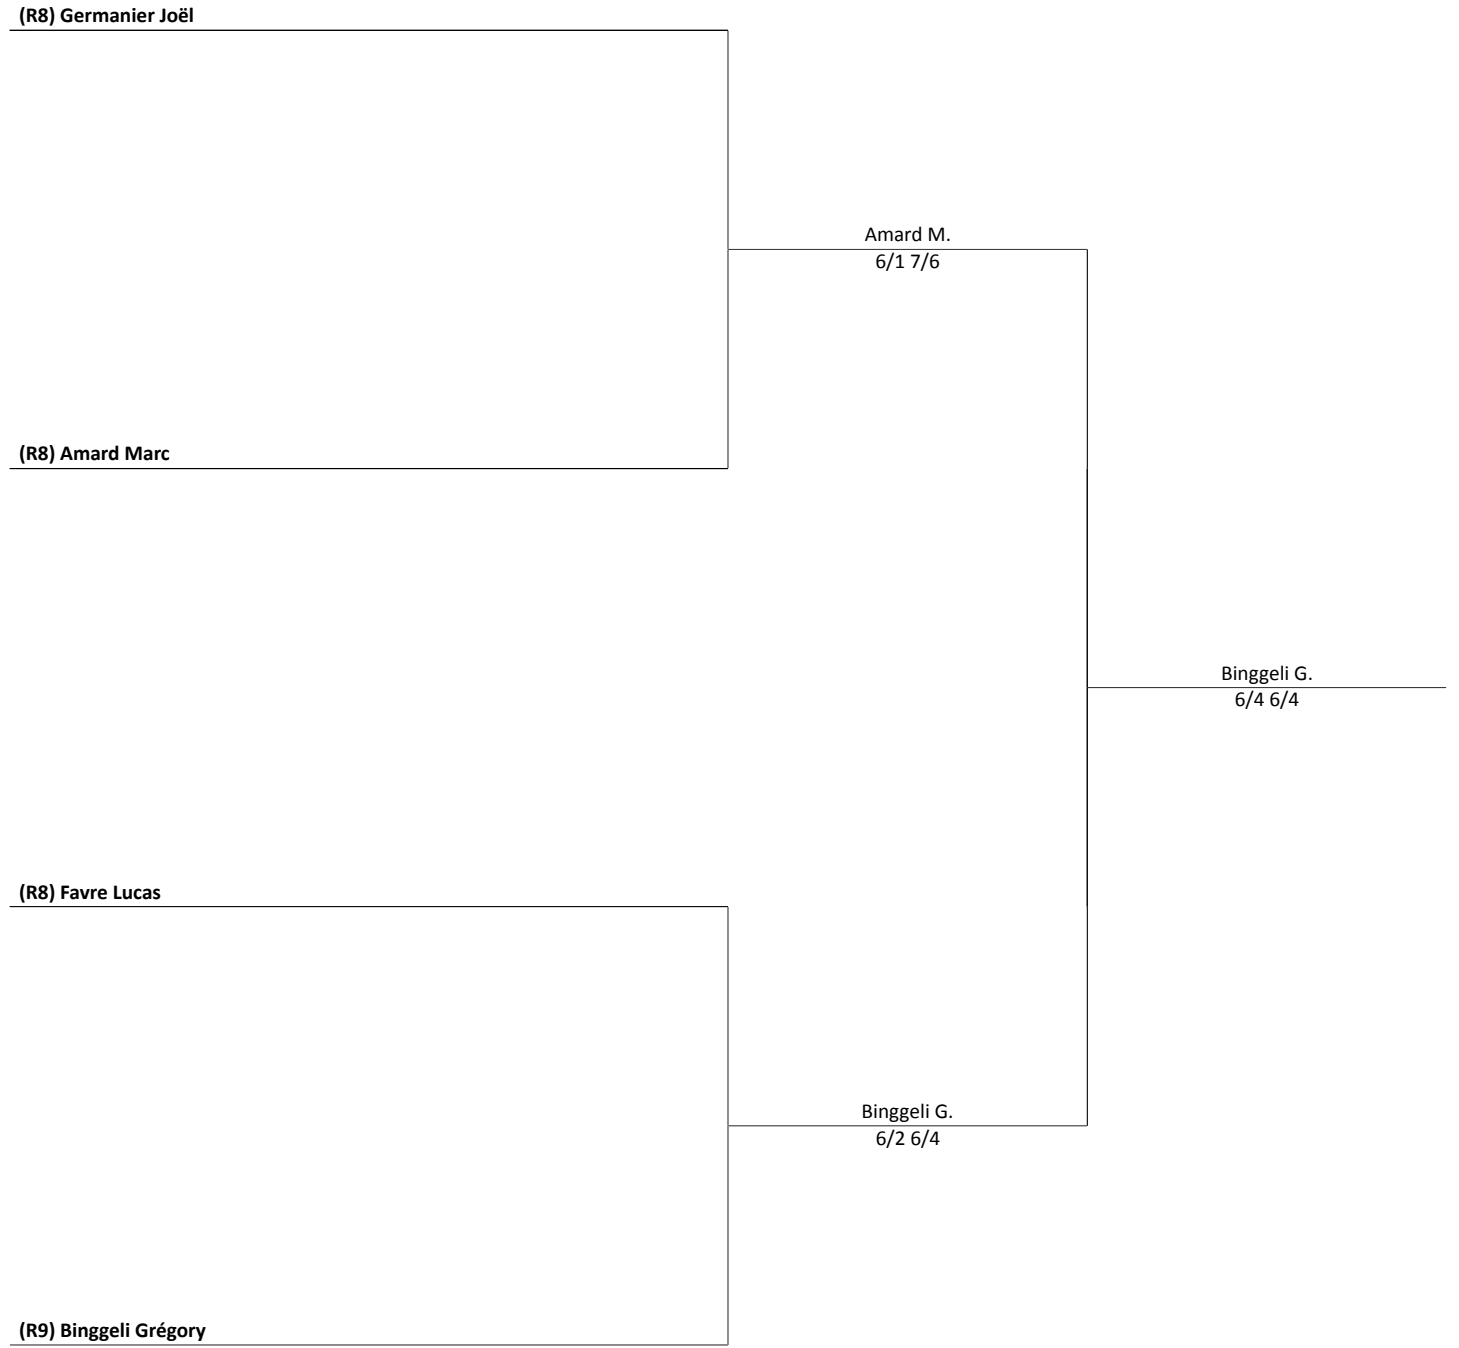 (R8) Germanier Joël
Amard M.
6/1 7/6
(R8) Amard Marc
Binggeli G.
6/4 6/4
(R8) Favre Lucas
Binggeli G.
6/2 6/4
(R9) Binggeli Grégory